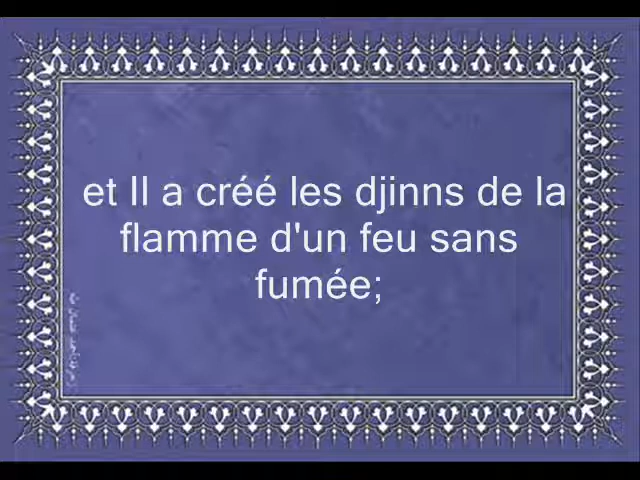 et Il a créé les djinns de la
flamme d'un feu sans
fumée;